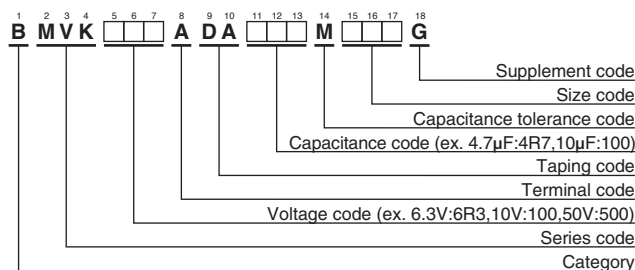 1 2 3 4 5 6 7 8 9 10 11 12 13 14 15 16 17 18
B MVK A DA M G
Supplement code
Size code
Capacitance tolerance code
Capacitance code (ex. 4.7μF:4R7,10μF:100)
Taping code
Terminal code
Voltage code (ex. 6.3V:6R3,10V:100,50V:500)
Series code
Category